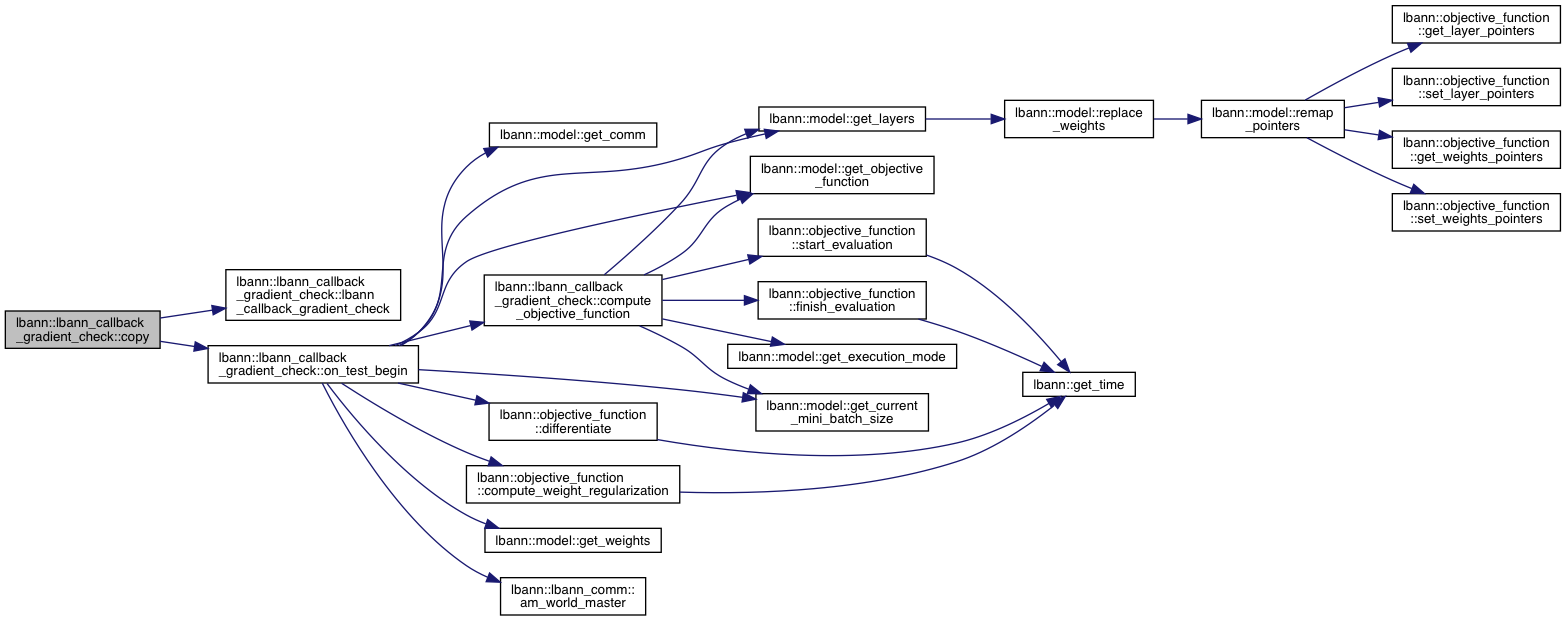 lbann::lbann_callback
_gradient_check::copy
lbann::lbann_callback
_gradient_check::lbann
_callback_gradient_check
lbann::lbann_callback
_gradient_check::on_test_begin
lbann::model::get_comm
lbann::lbann_callback
_gradient_check::compute
_objective_function
lbann::objective_function
::differentiate
lbann::objective_function
::compute_weight_regularization
lbann::model::get_weights
lbann::lbann_comm::
am_world_master
lbann::model::get_layers
lbann::model::get_objective
_function
lbann::objective_function
::start_evaluation
lbann::objective_function
::finish_evaluation
lbann::model::get_execution_mode
lbann::model::get_current
_mini_batch_size
lbann::model::replace
_weights
lbann::get_time
lbann::model::remap
_pointers
lbann::objective_function
::get_layer_pointers
lbann::objective_function
::set_layer_pointers
lbann::objective_function
::get_weights_pointers
lbann::objective_function
::set_weights_pointers